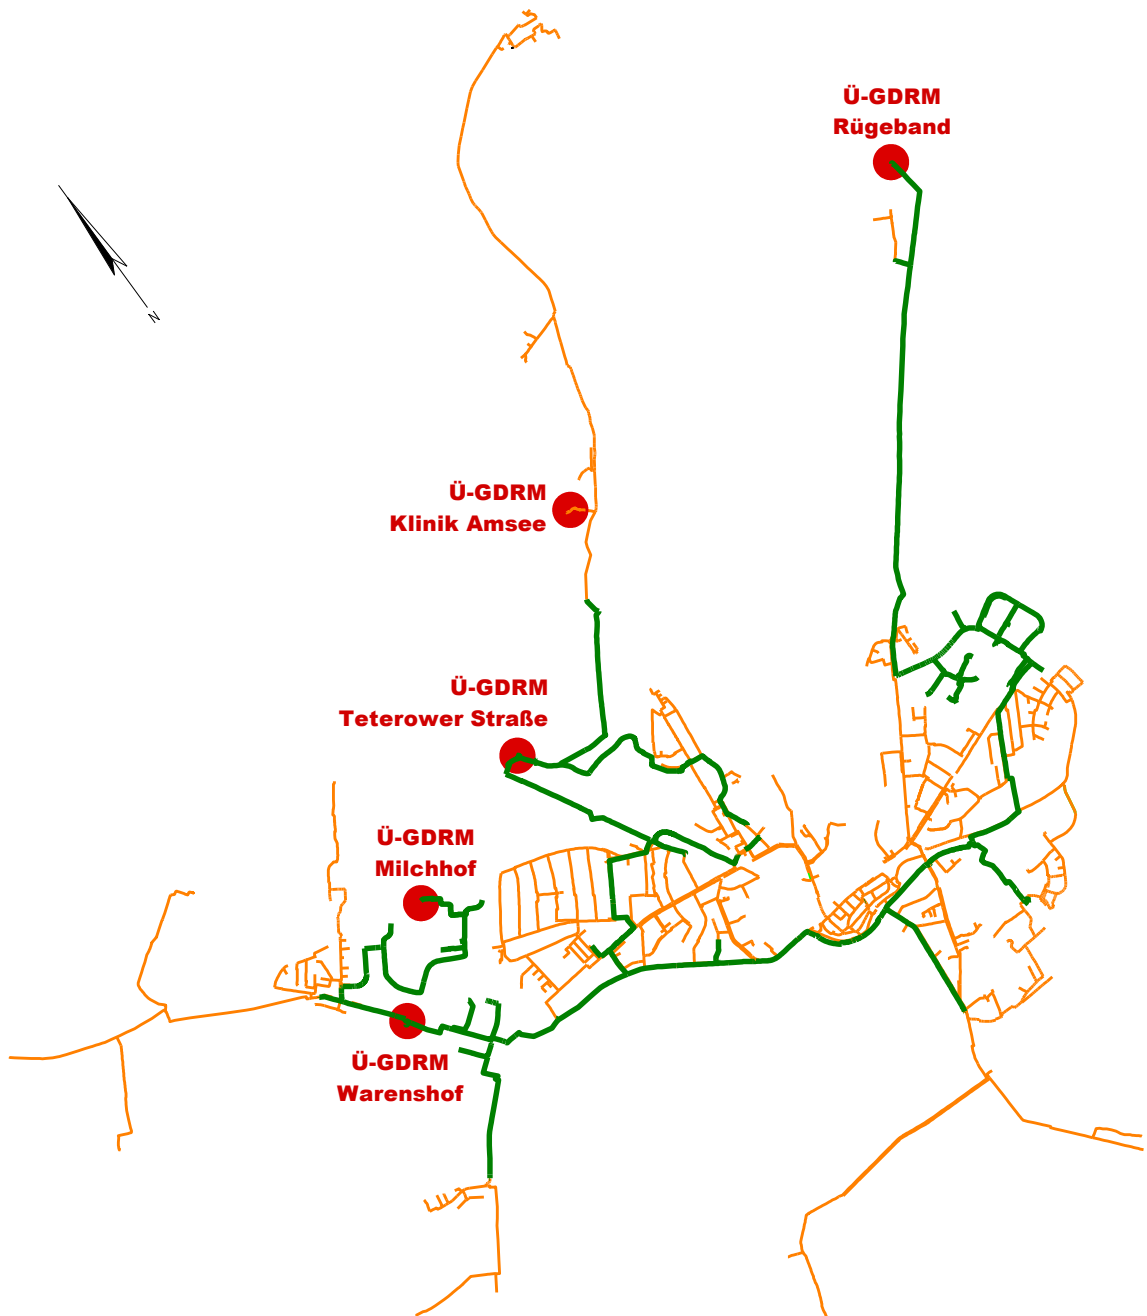 Ü-GDRM
Rügeband
N
Ü-GDRM
Klinik Amsee
Ü-GDRM
Teterower Straße
Ü-GDRM
Milchhof
Ü-GDRM
Warenshof